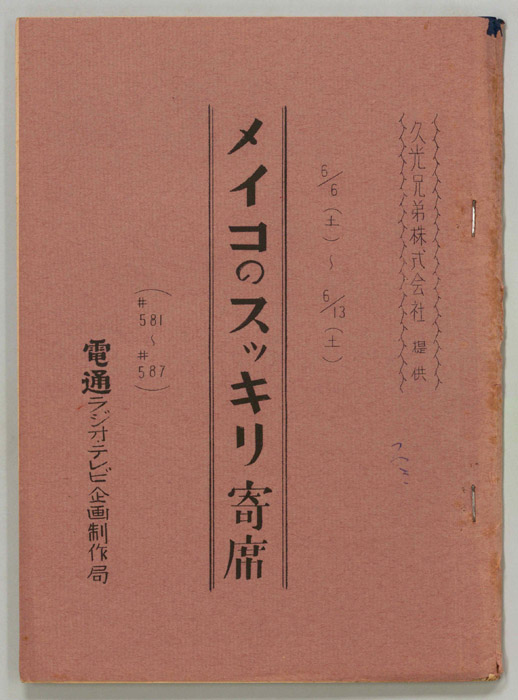 久光兄弟株式会社 提供
6/6(土)~6/13(土)
メイコのスッキリ寄席
(#581~#587)
電通ラジオ・テレビ企画制作局